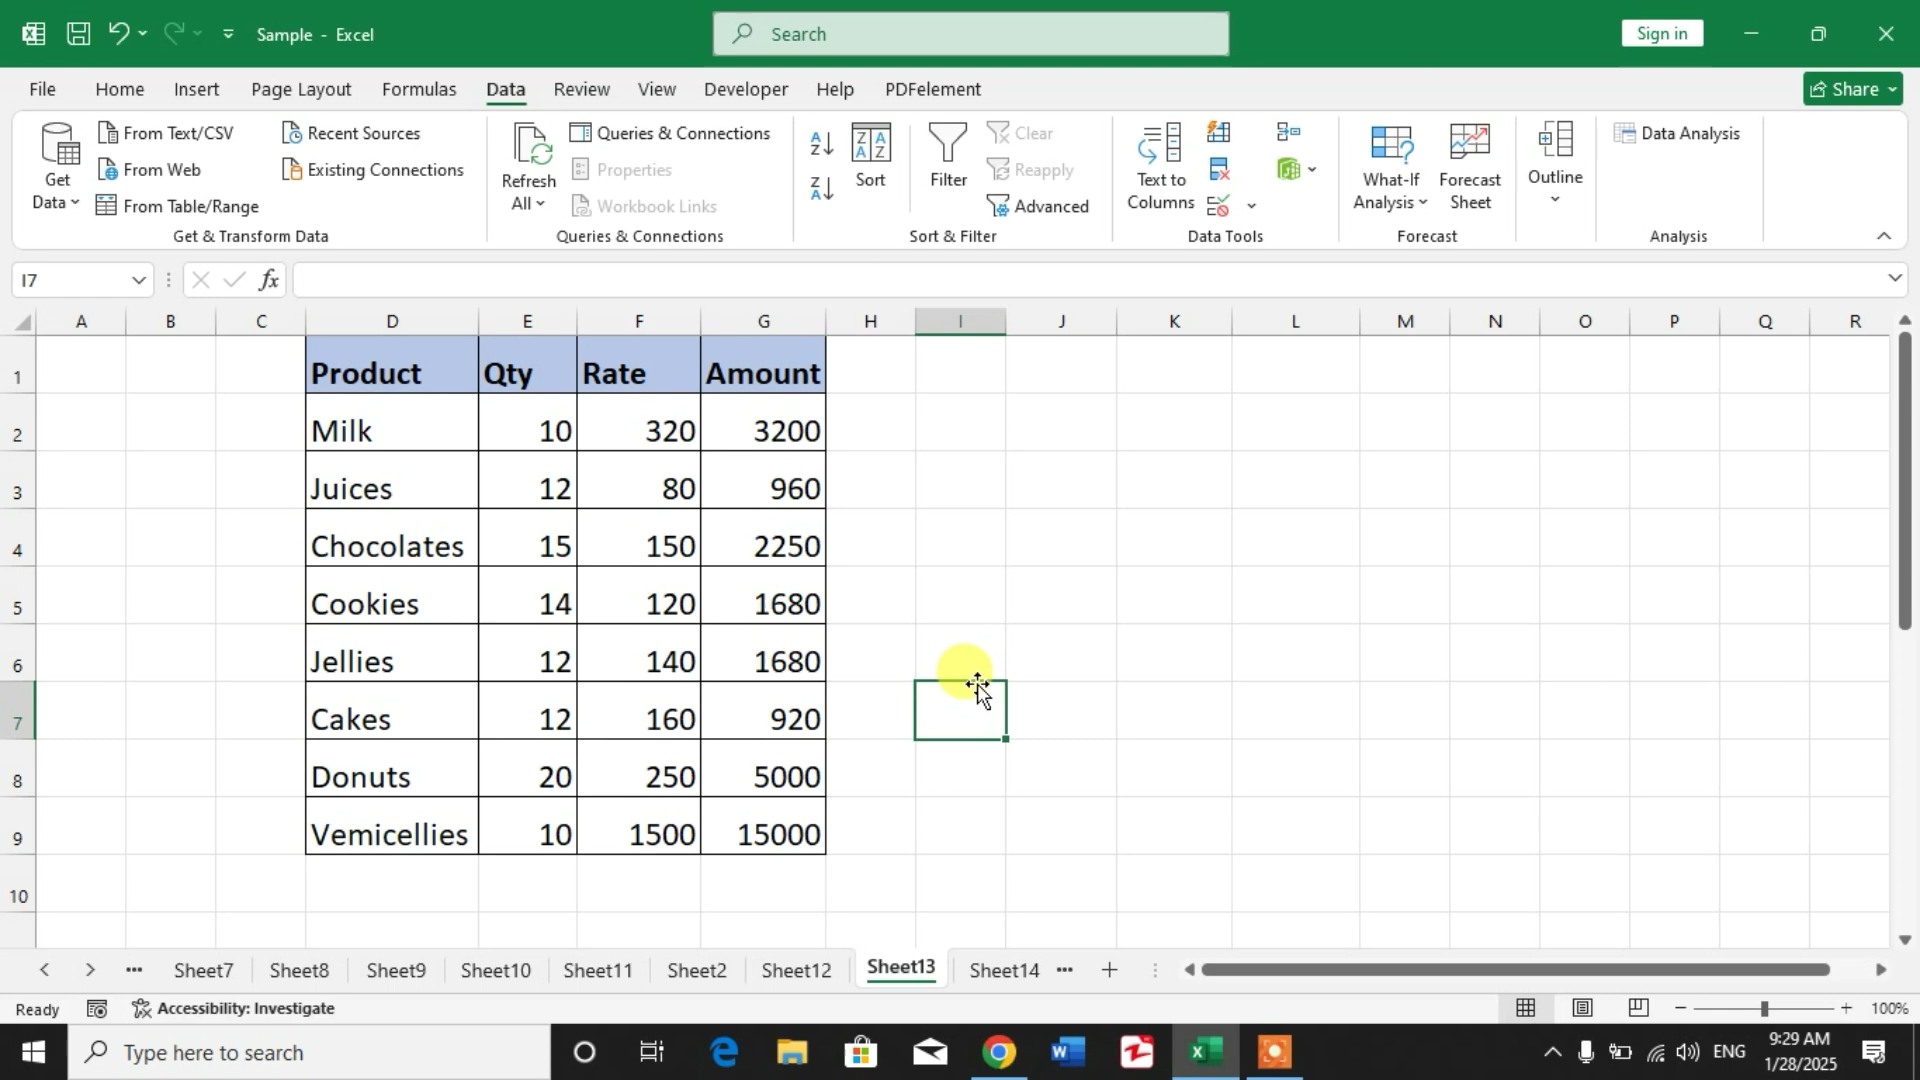 Sample - Excel
Search
Sign in
File Home Insert Page Layout Formulas Data Review View Developer Help PDFelement
Share
Get Data
From Text/CSV
From Web
From Table/Range
Recent Sources
Existing Connections
Get & Transform Data
Refresh All
Queries & Connections
Properties
Workbook Links
Queries & Connections
Sort
Filter
Clear
Reapply
Advanced
Sort & Filter
Text to Columns
Data Tools
What-If Analysis
Forecast Sheet
Forecast
Outline
Data Analysis
Analysis
I7
fx
A B C D E F G H I J K L M N O P Q R
1 Product Qty Rate Amount
2 Milk 10 320 3200
3 Juices 12 80 960
4 Chocolates 15 150 2250
5 Cookies 14 120 1680
6 Jellies 12 140 1680
7 Cakes 12 160 920
8 Donuts 20 250 5000
9 Vemicellies 10 1500 15000
10
Sheet7 Sheet8 Sheet9 Sheet10 Sheet11 Sheet2 Sheet12 Sheet13 Sheet14
Ready
Accessibility: Investigate
100%
Type here to search
ENG
9:29 AM
1/28/2025